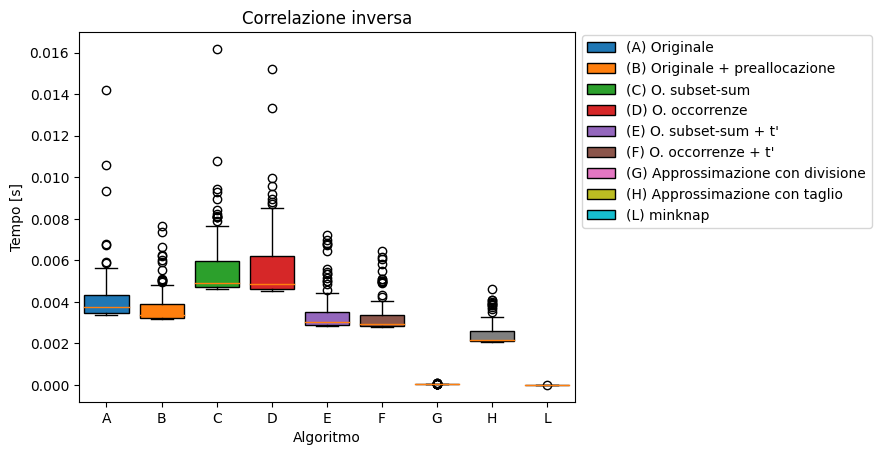 Correlazione inversa
0.016
0.014
0.012
0.010
0.008
0.006
0.004
0.002
0.000
Tempo [s]
A B C D E F G H L
Algoritmo
(A) Originale
(B) Originale + preallocazione
(C) O. subset-sum
(D) O. occorrenze
(E) O. subset-sum + t'
(F) O. occorrenze + t'
(G) Approssimazione con divisione
(H) Approssimazione con taglio
(L) minknap